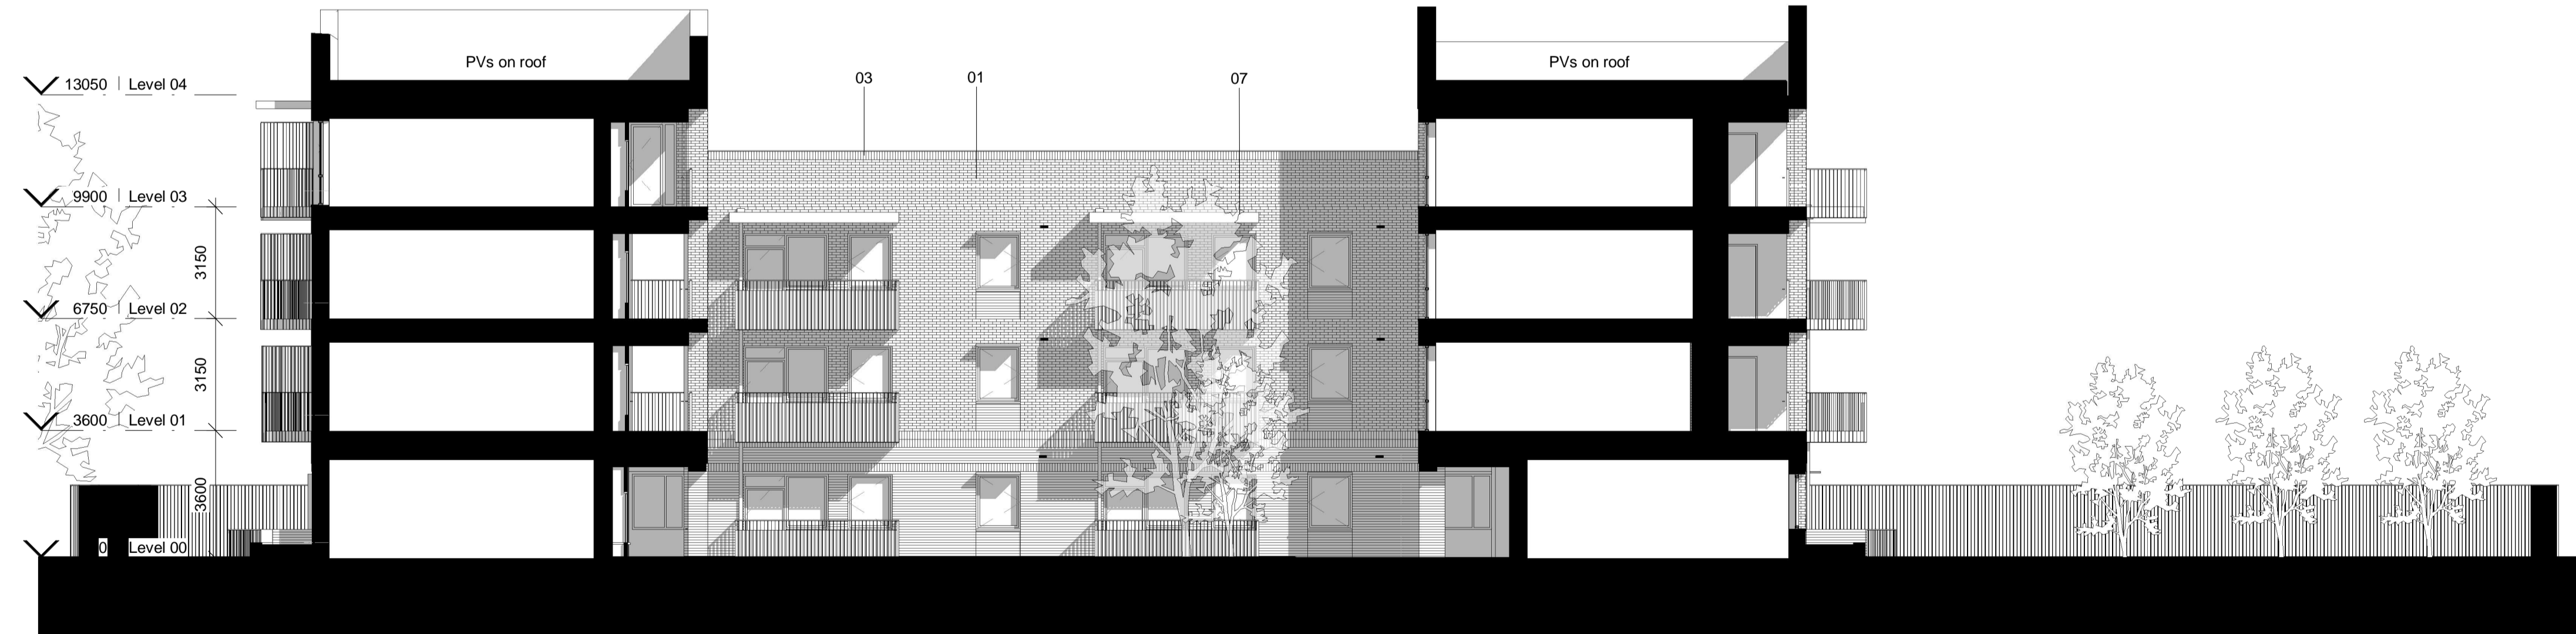 PVs on roof
PVs on roof
03
01
07
13050 Level 04
9900 Level 03
3150
6750 Level 02
3150
3600 Level 01
3600
0 Level 00